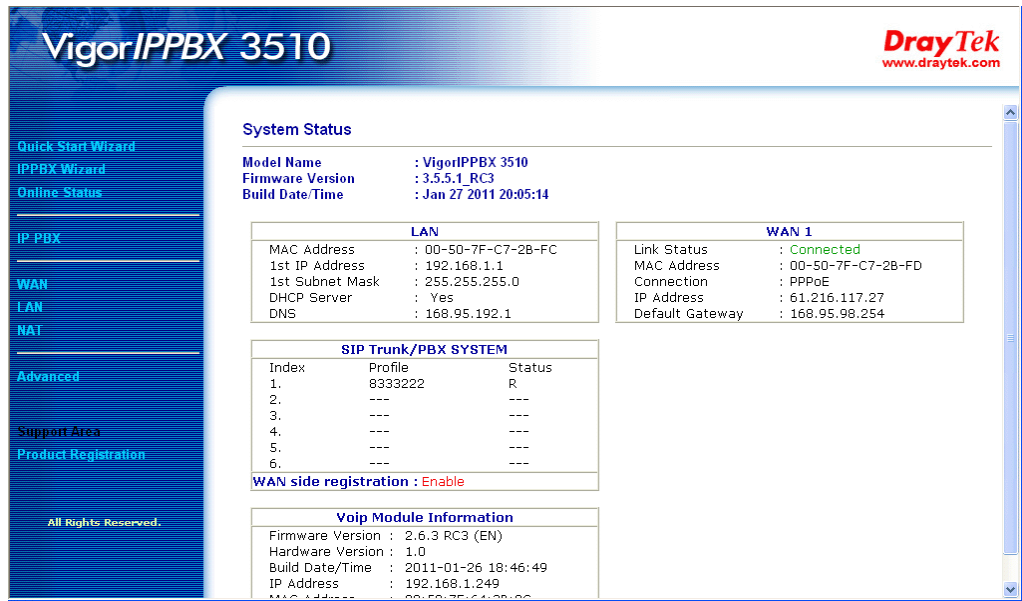 VigorIPPBX 3510
DrayTek
www.draytek.com
Quick Start Wizard
IPPBX Wizard
Online Status
IP PBX
WAN
LAN
NAT
Advanced
Support Area
Product Registration
All Rights Reserved.
System Status
Model Name : VigorIPPBX 3510
Firmware Version : 3.5.5.1_RC3
Build Date/Time : Jan 27 2011 20:05:14
LAN
MAC Address : 00-50-7F-C7-2B-FC
1st IP Address : 192.168.1.1
1st Subnet Mask : 255.255.255.0
DHCP Server : Yes
DNS : 168.95.192.1
WAN 1
Link Status : Connected
MAC Address : 00-50-7F-C7-2B-FD
Connection : PPPoE
IP Address : 61.216.117.27
Default Gateway : 168.95.98.254
SIP Trunk/PBX SYSTEM
Index Profile Status
1. 8333222 R
2. --- ---
3. --- ---
4. --- ---
5. --- ---
6. --- ---
WAN side registration : Enable
Voip Module Information
Firmware Version : 2.6.3 RC3 (EN)
Hardware Version : 1.0
Build Date/Time : 2011-01-26 18:46:49
IP Address : 192.168.1.249
MAC Address :